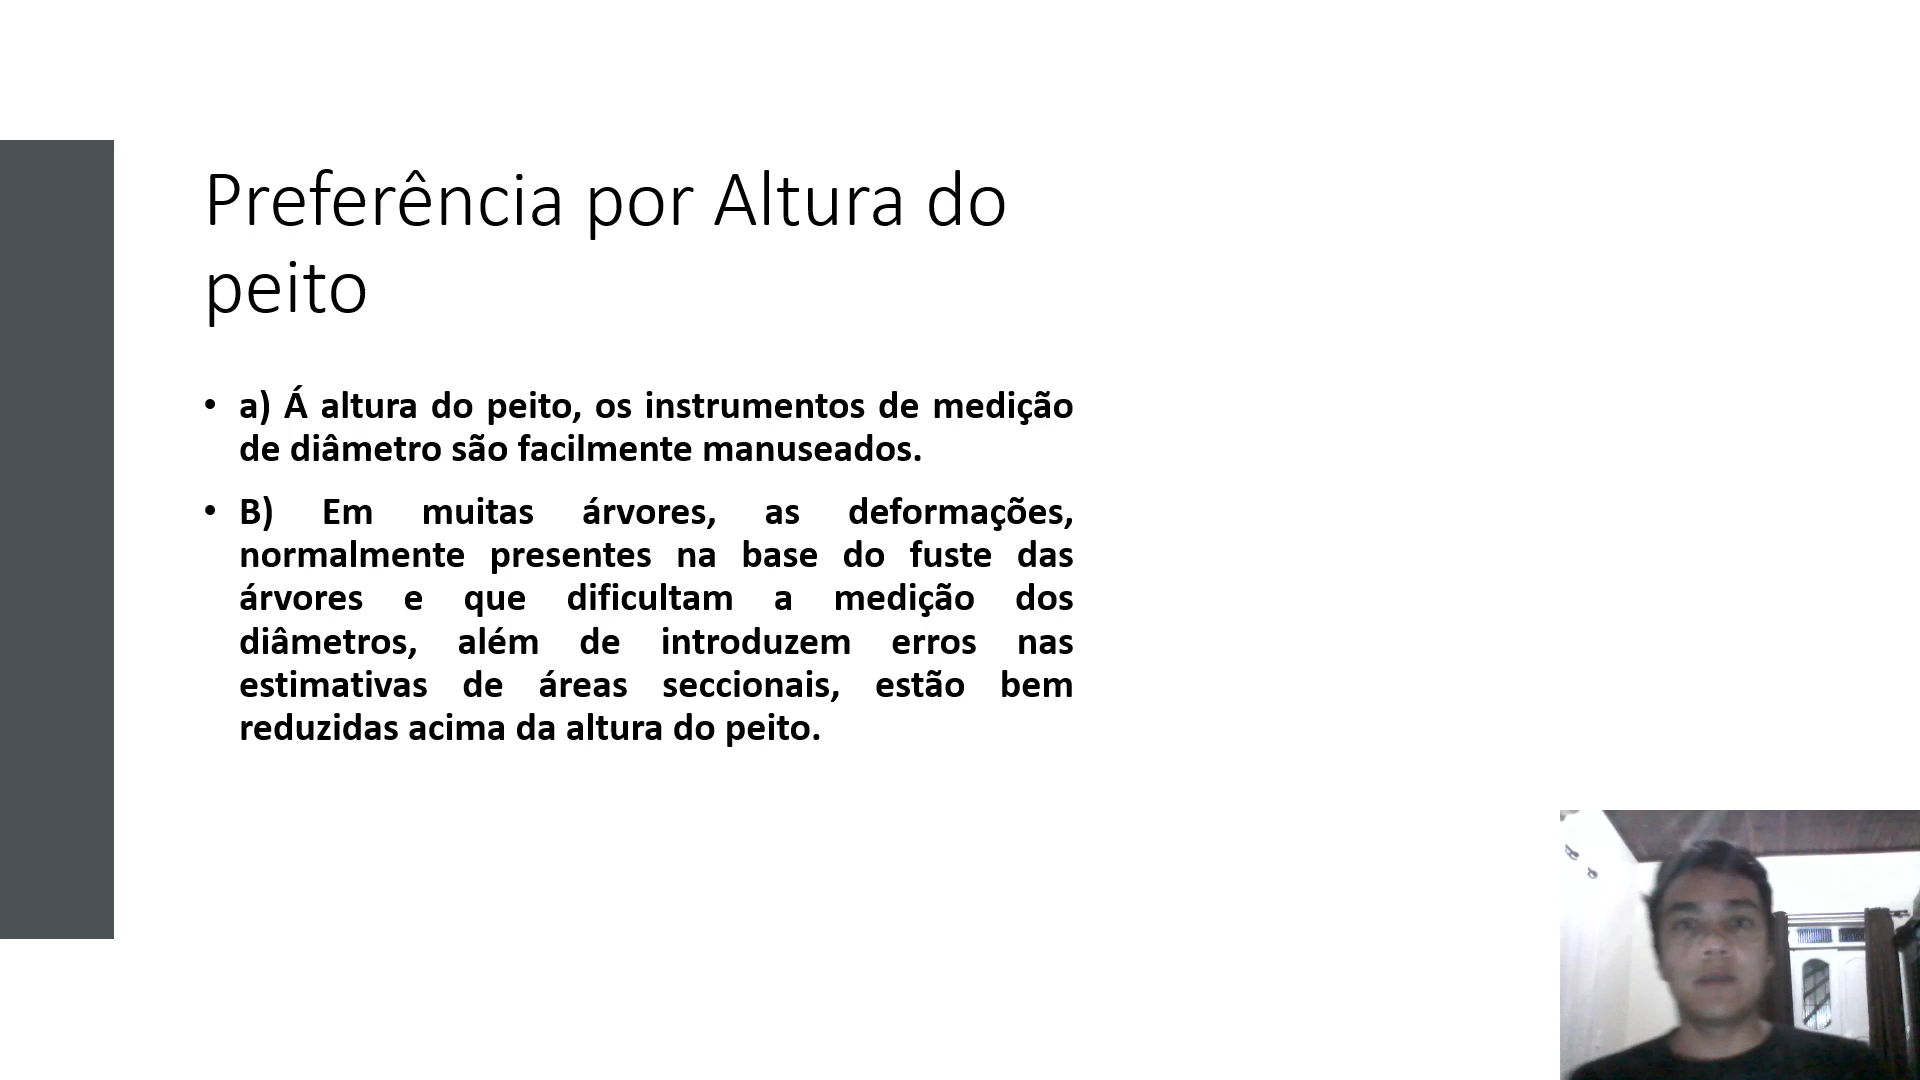 Preferência por Altura do
peito
• a) Á altura do peito, os instrumentos de medição
de diâmetro são facilmente manuseados.
• B) Em muitas árvores, as deformações,
normalmente presentes na base do fuste das
árvores e que dificultam a medição dos
diâmetros, além de introduzem erros nas
estimativas de áreas seccionais, estão bem
reduzidas acima da altura do peito.